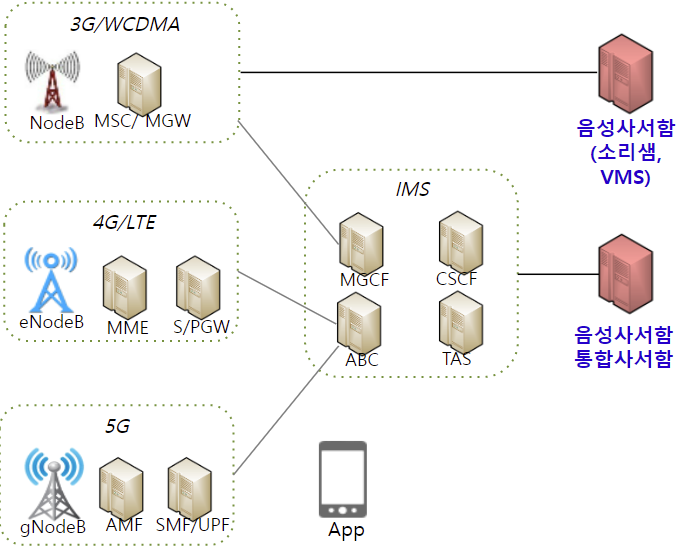 3G/WCDMA
NodeB
MSC/ MGW
음성사서함
(소리샘,
VMS)
IMS
4G/LTE
MGCF
CSCF
eNodeB
MME
S/PGW
ABC
TAS
음성사서함
통합사서함
5G
gNodeB
AMF
SMF/UPF
App